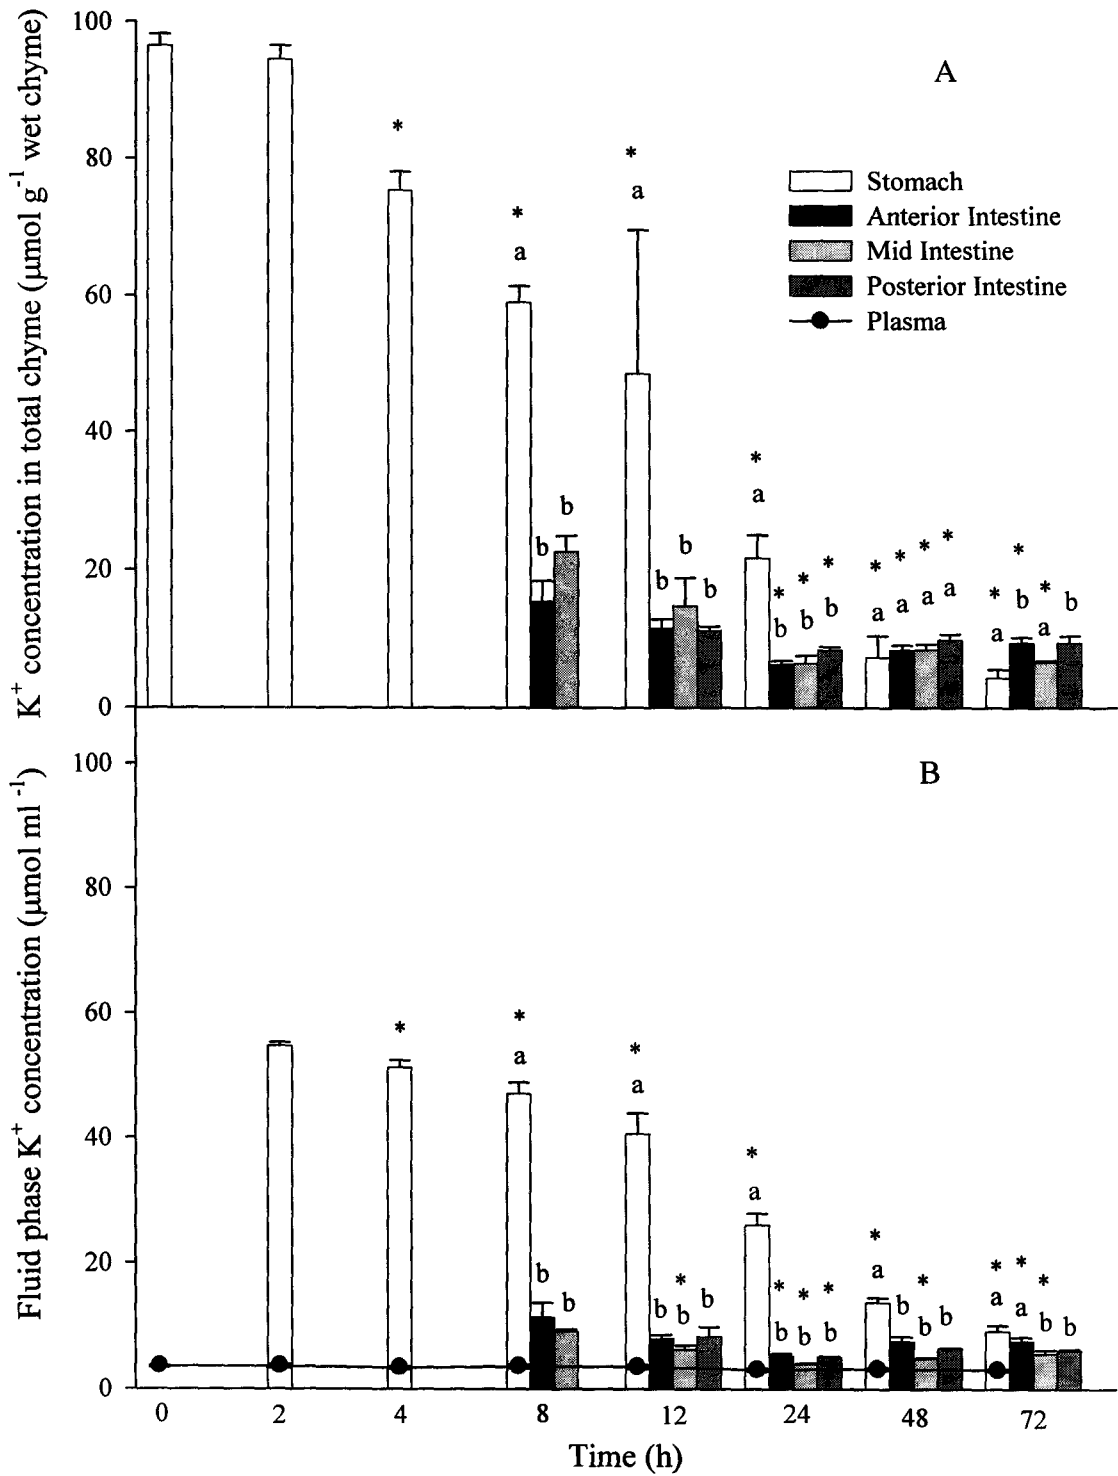 A
K+ concentration in total chyme (μmol g-1 wet chyme)
100
80
60
40
20
0
Stomach
Anterior Intestine
Mid Intestine
Posterior Intestine
Plasma
*
* a b b
* a b b b
* a * b * b * b
* a * a * a * a
* a * b * a * b
B
Fluid phase K+ concentration (μmol ml -1)
100
80
60
40
20
0
*
* a b b
* a b * b b
* a * b * b * b
* a b * b b
* a * a * b b
0 2 4 8 12 24 48 72
Time (h)